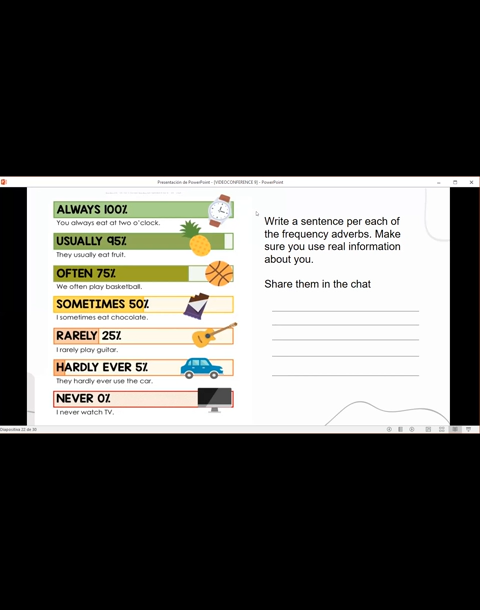 Presentación de PowerPoint - [VIDEOCONFERENCE 9] - PowerPoint
ALWAYS 100%
You always eat at two o'clock.
USUALLY 95%
They usually eat fruit.
OFTEN 75%
We often play basketball.
SOMETIMES 50%
I sometimes eat chocolate.
RARELY 25%
I rarely play guitar.
HARDLY EVER 5%
They hardly ever use the car.
NEVER 0%
I never watch TV.
Write a sentence per each of
the frequency adverbs. Make
sure you use real information
about you.
Share them in the chat